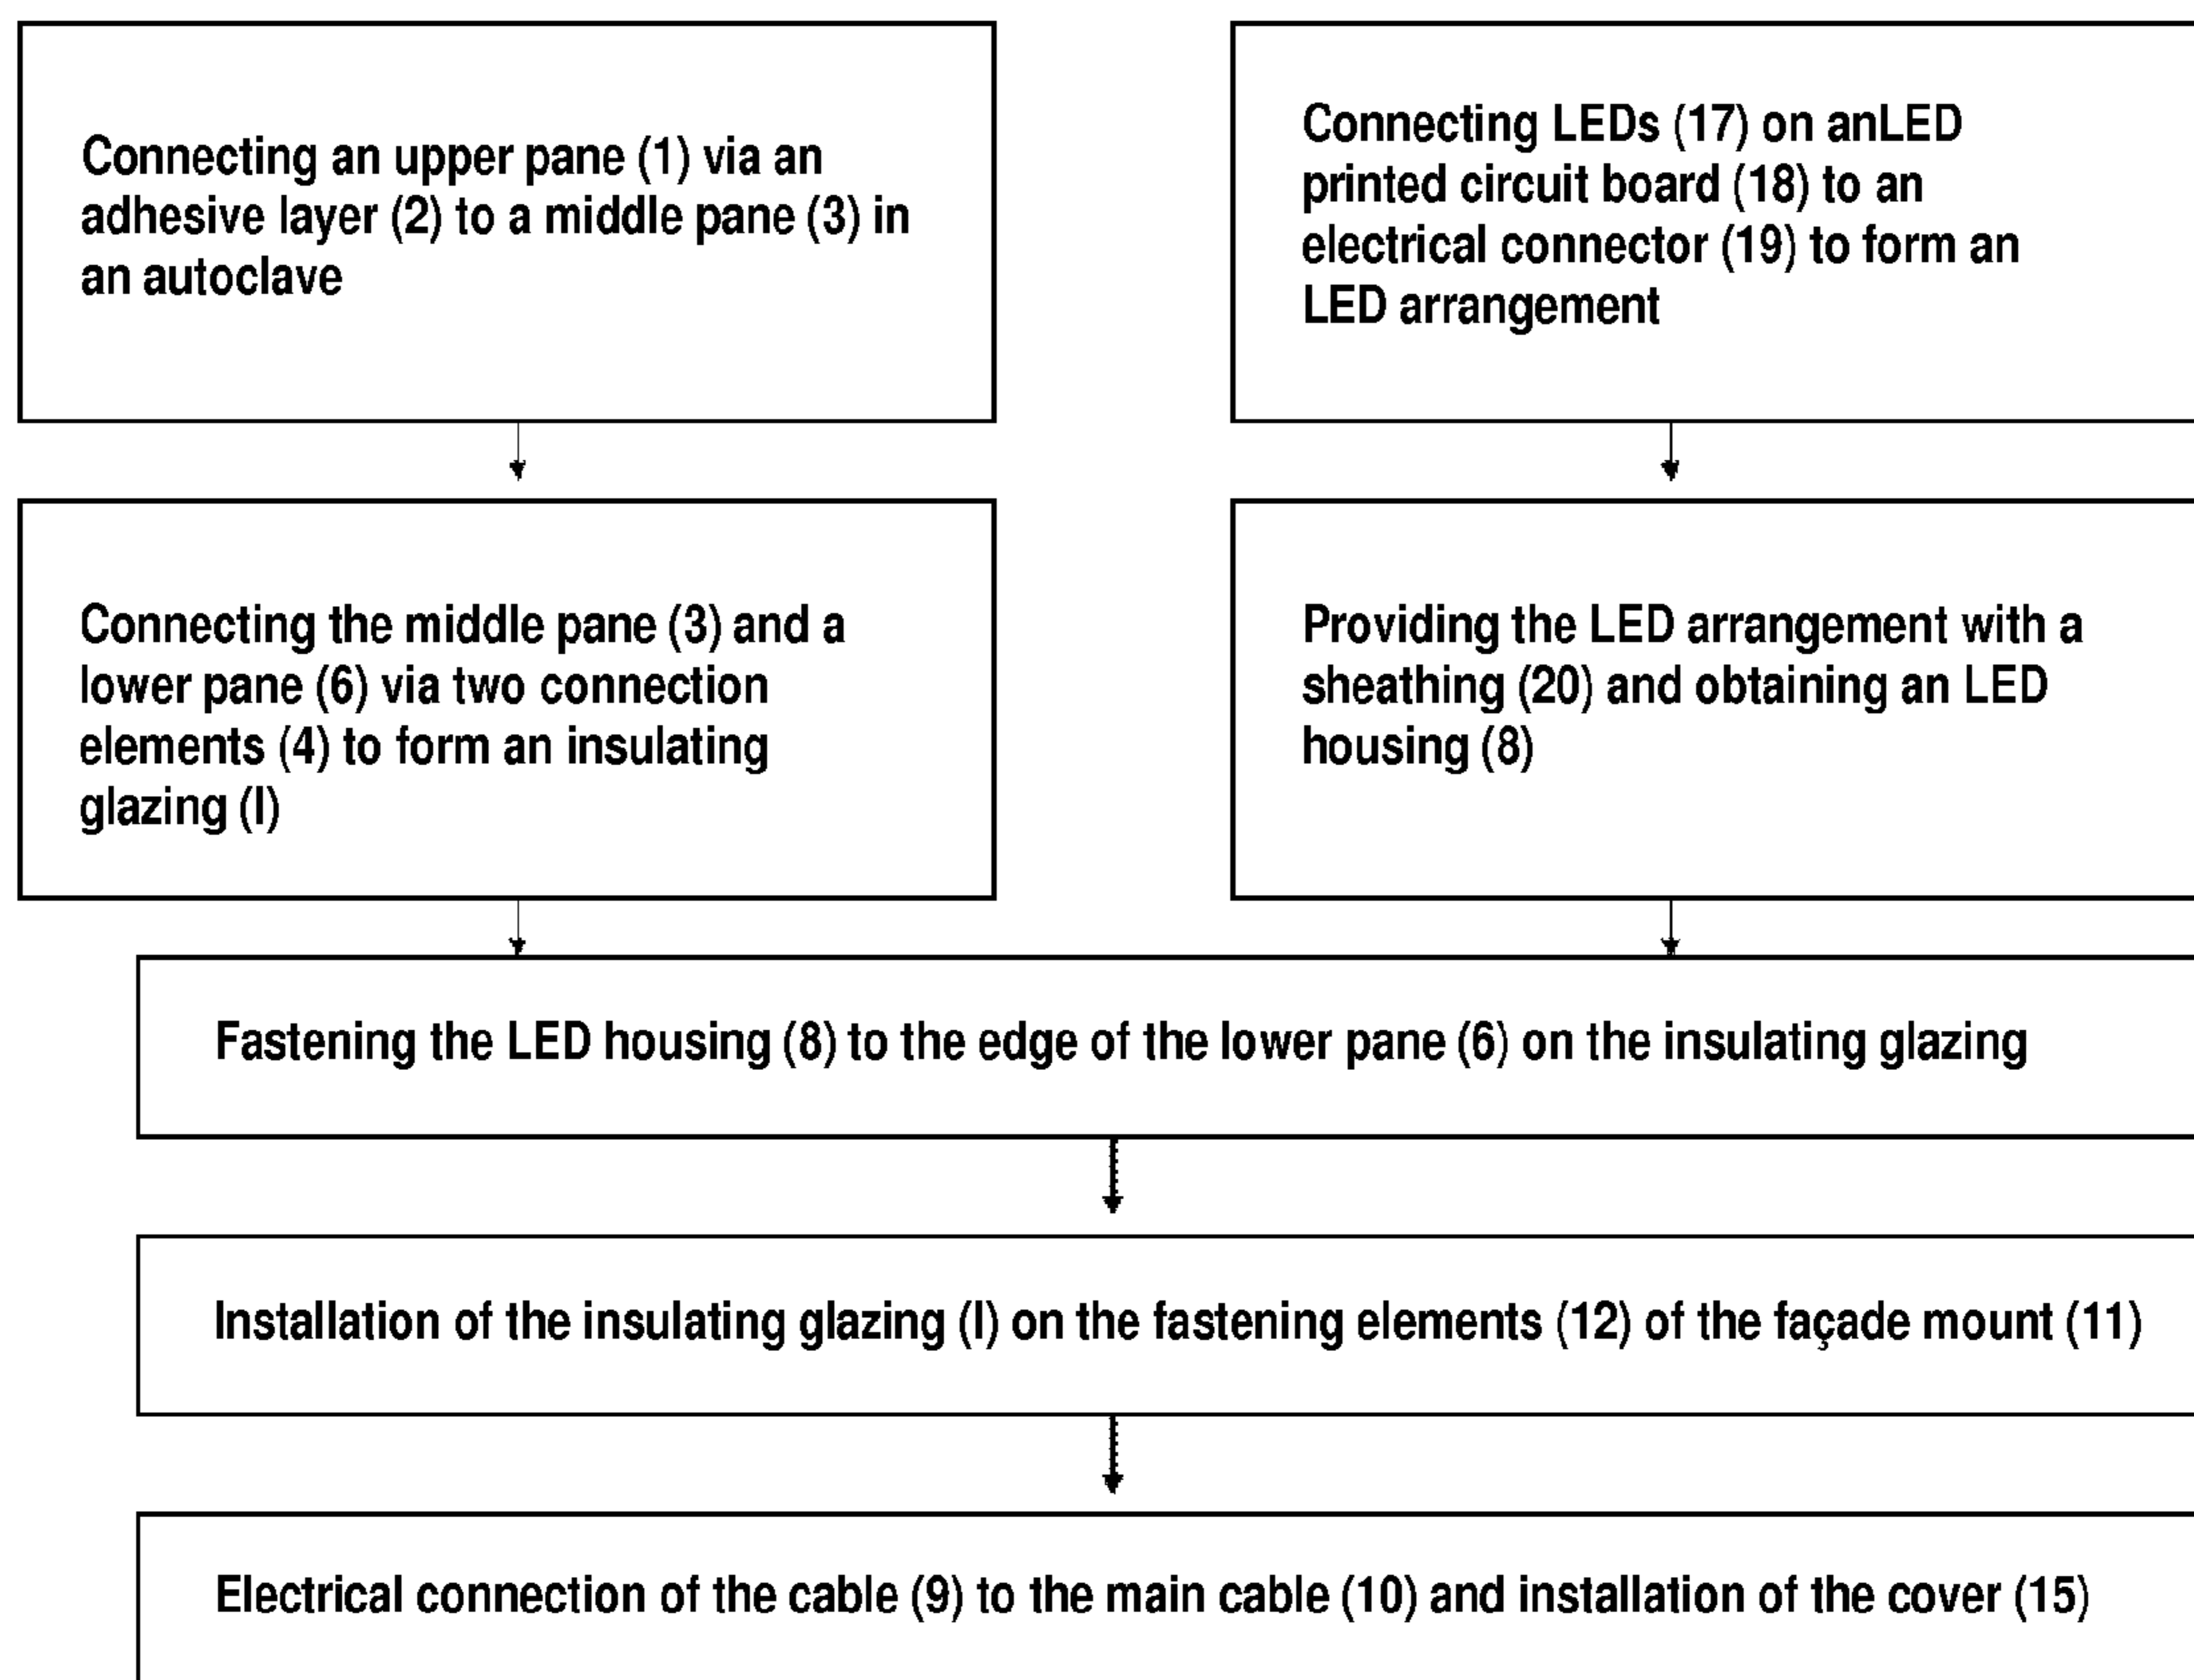 Connecting an upper pane (1) via an
adhesive layer (2) to a middle pane (3) in
an autoclave
Connecting LEDs (17) on anLED
printed circuit board (18) to an
electrical connector (19) to form an
LED arrangement
Connecting the middle pane (3) and a
lower pane (6) via two connection
elements (4) to form an insulating
glazing (I)
Providing the LED arrangement with a
sheathing (20) and obtaining an LED
housing (8)
Fastening the LED housing (8) to the edge of the lower pane (6) on the insulating glazing
Installation of the insulating glazing (I) on the fastening elements (12) of the façade mount (11)
Electrical connection of the cable (9) to the main cable (10) and installation of the cover (15)